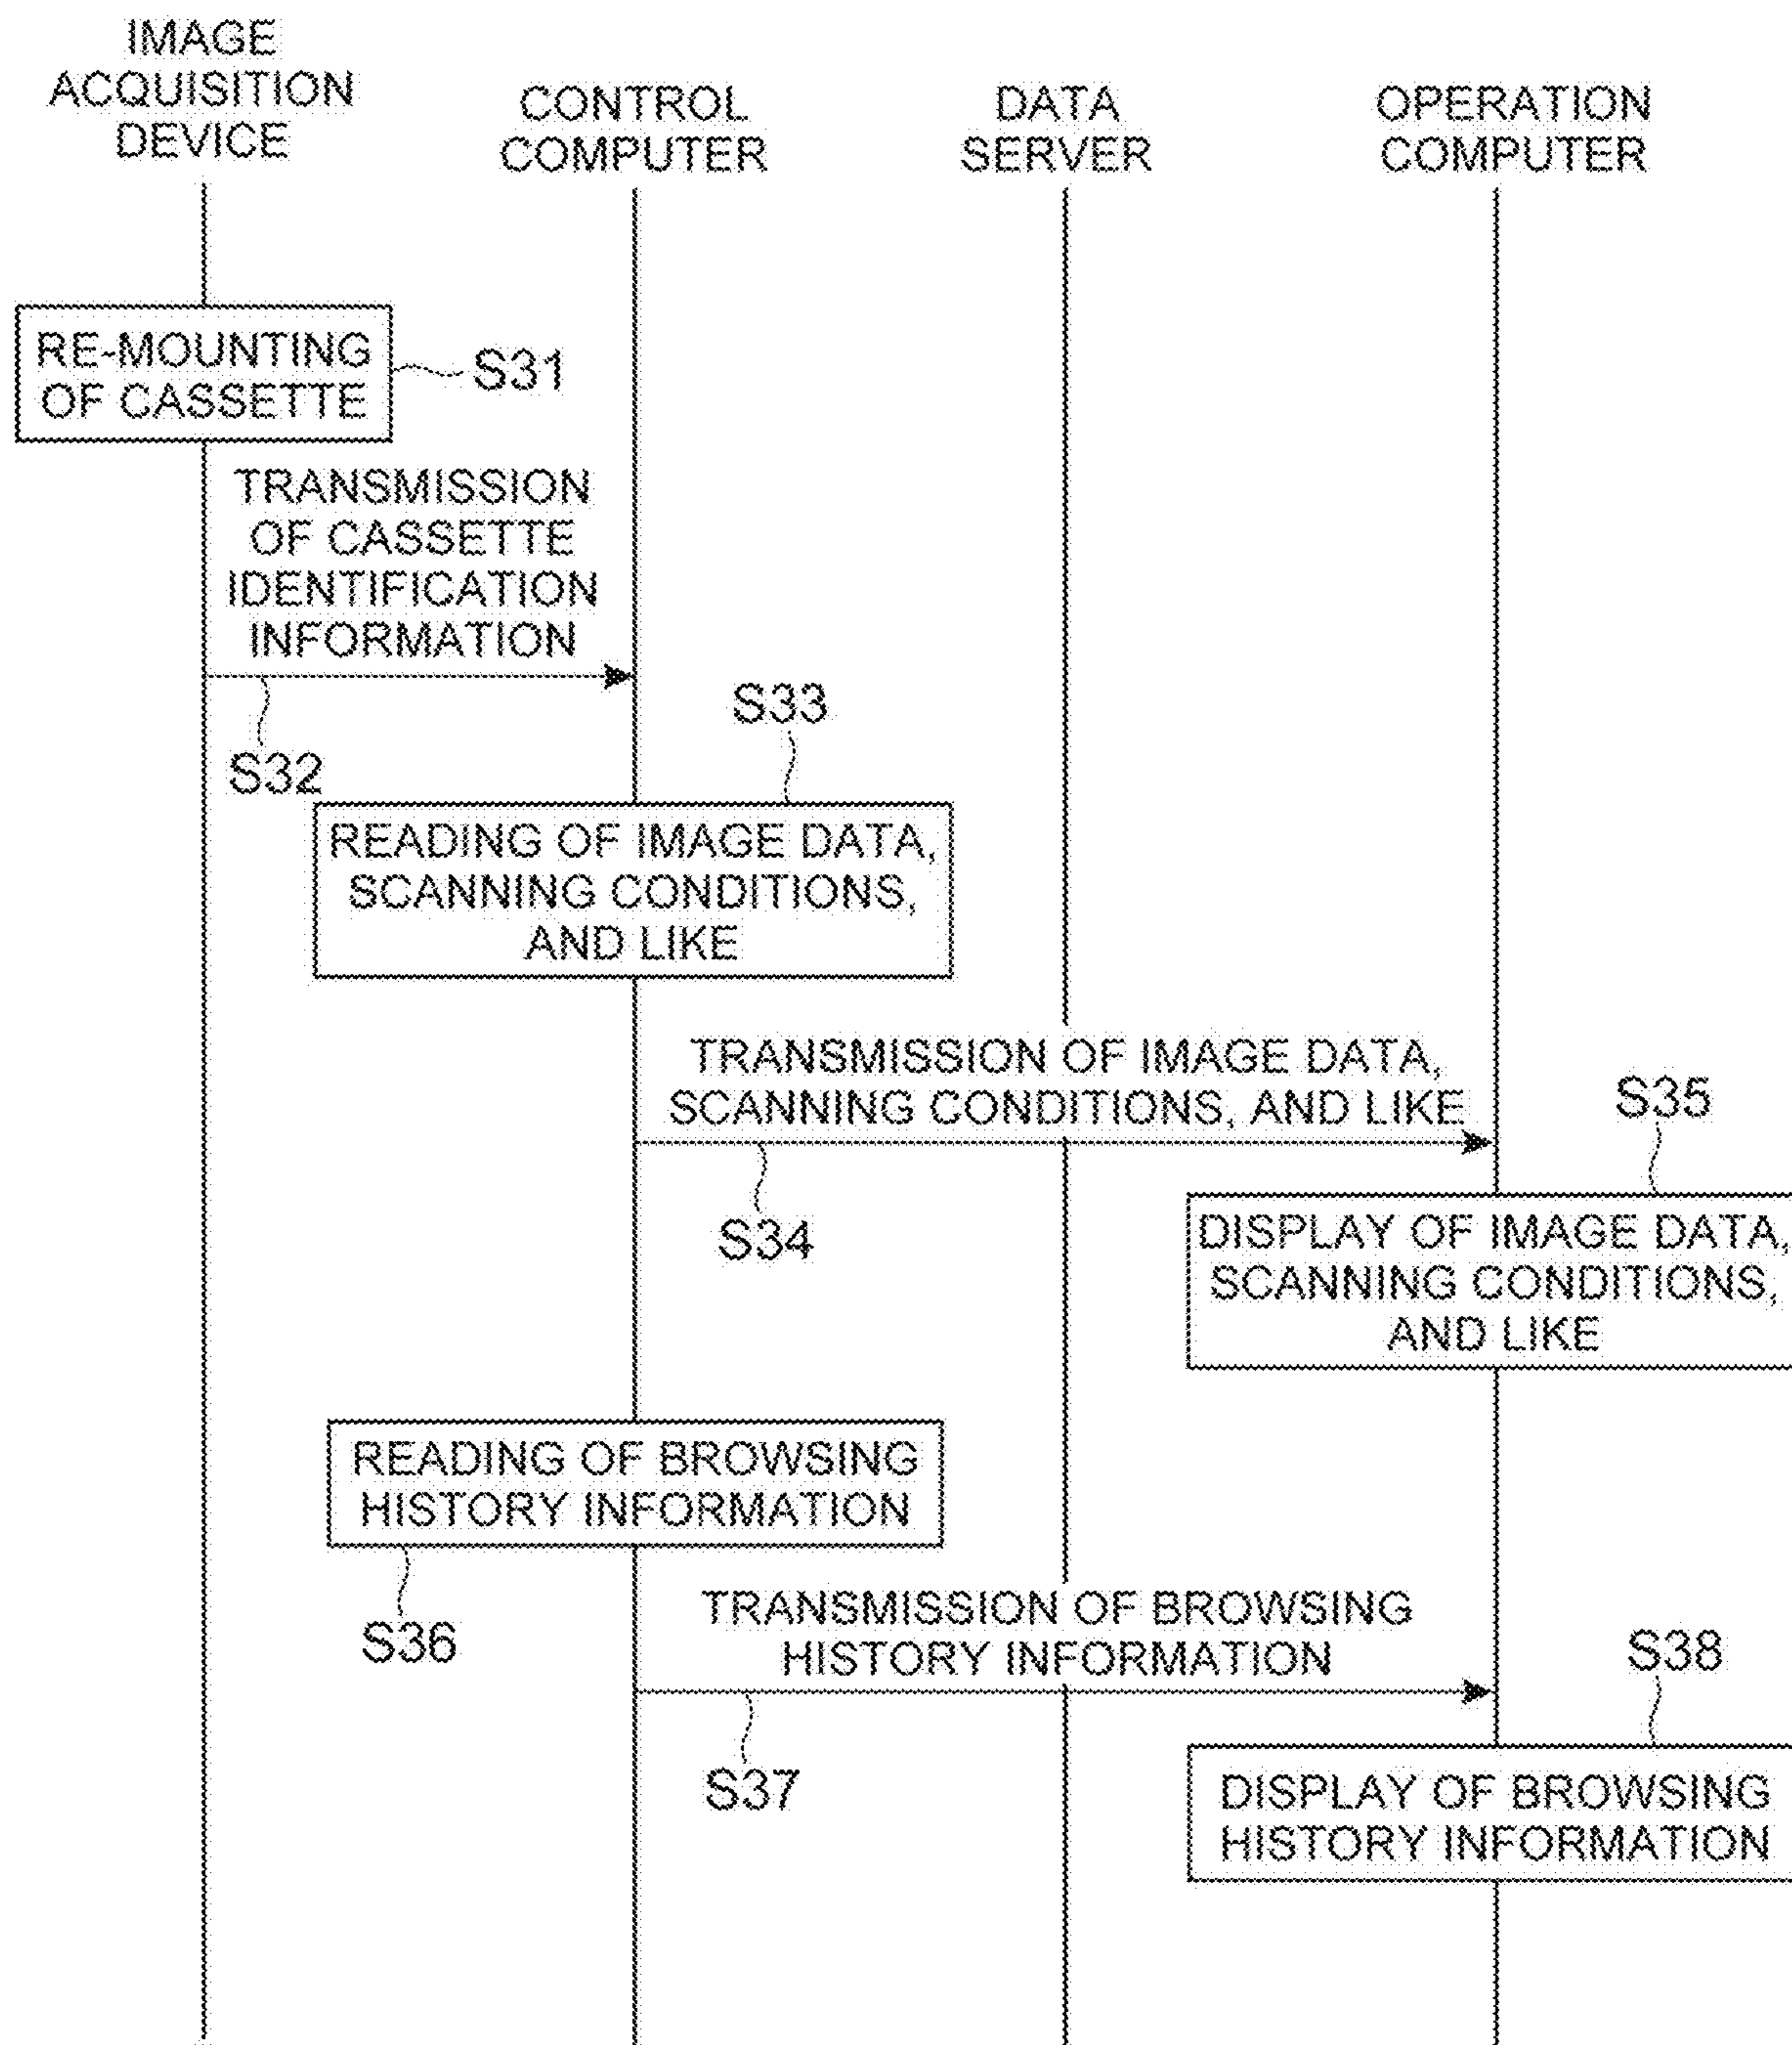 IMAGE
ACQUISITION
DEVICE
CONTROL
COMPUTER
DATA
SERVER
OPERATION
COMPUTER
RE-MOUNTING
OF CASSETTE
S31
TRANSMISSION
OF CASSETTE
IDENTIFICATION
INFORMATION
S32
S33
READING OF IMAGE DATA,
SCANNING CONDITIONS,
AND LIKE
TRANSMISSION OF IMAGE DATA,
SCANNING CONDITIONS, AND LIKE
S34
S35
DISPLAY OF IMAGE DATA,
SCANNING CONDITIONS,
AND LIKE
READING OF BROWSING
HISTORY INFORMATION
S36
TRANSMISSION OF BROWSING
HISTORY INFORMATION
S37
S38
DISPLAY OF BROWSING
HISTORY INFORMATION